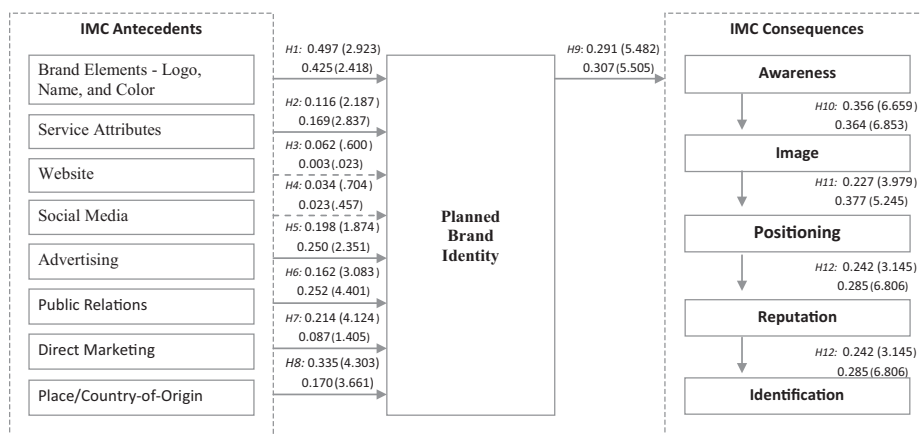 IMC Antecedents
Brand Elements - Logo,
Name, and Color
Service Attributes
Website
Social Media
Advertising
Public Relations
Direct Marketing
Place/Country-of-Origin
H1: 0.497 (2.923)
0.425 (2.418)
H2: 0.116 (2.187)
0.169 (2.837)
H3: 0.062 (.600)
0.003 (.023)
H4: 0.034 (.704)
0.023 (.457)
H5: 0.198 (1.874)
0.250 (2.351)
H6: 0.162 (3.083)
0.252 (4.401)
H7: 0.214 (4.124)
0.087 (1.405)
H8: 0.335 (4.303)
0.170 (3.661)
Planned
Brand
Identity
H9: 0.291 (5.482)
0.307 (5.505)
IMC Consequences
Awareness
H10: 0.356 (6.659)
0.364 (6.853)
Image
H11: 0.227 (3.979)
0.377 (5.245)
Positioning
H12: 0.242 (3.145)
0.285 (6.806)
Reputation
H12: 0.242 (3.145)
0.285 (6.806)
Identification